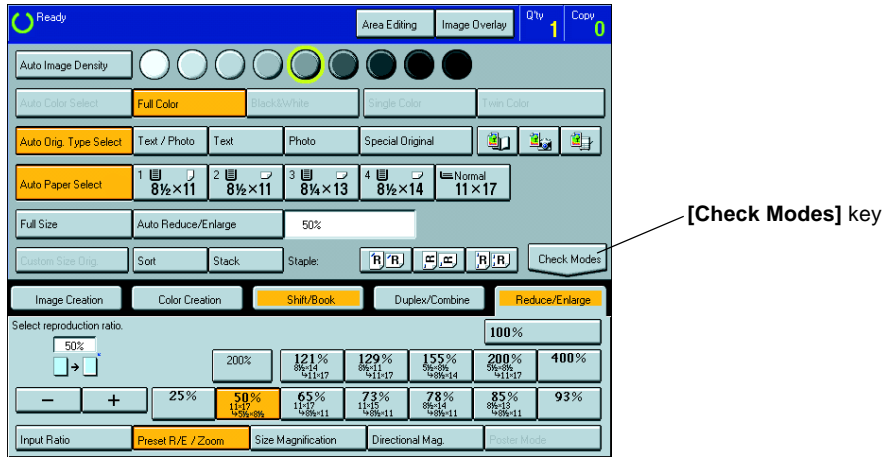 Ready
Area Editing Image Overlay Q'ty 1 Copy 0
Auto Image Density
Auto Color Select Full Color Black&White Single Color Twin Color
Auto Orig. Type Select Text / Photo Text Photo Special Original
Auto Paper Select 1 8½×11 2 8½×11 3 8¼×13 4 8½×14 Normal 11×17
Full Size Auto Reduce/Enlarge 50%
Custom Size Orig. Sort Stack Staple: R R R R R R Check Modes
[Check Modes] key
Image Creation Color Creation Shift/Book Duplex/Combine Reduce/Enlarge
Select reproduction ratio.
100%
50%
200% 121% 129% 155% 200% 400%
8½×14 8½×11 5½×8½ 5½×8½
↳11×17 ↳11×17 ↳8½×14 ↳11×17
− + 25% 50% 65% 73% 78% 85% 93%
11×17 11×17 11×15 8½×14 8½×13
↳5½×8½ ↳8½×11 ↳8½×11 ↳8½×11 ↳8½×11
Input Ratio Preset R/E / Zoom Size Magnification Directional Mag. Poster Mode